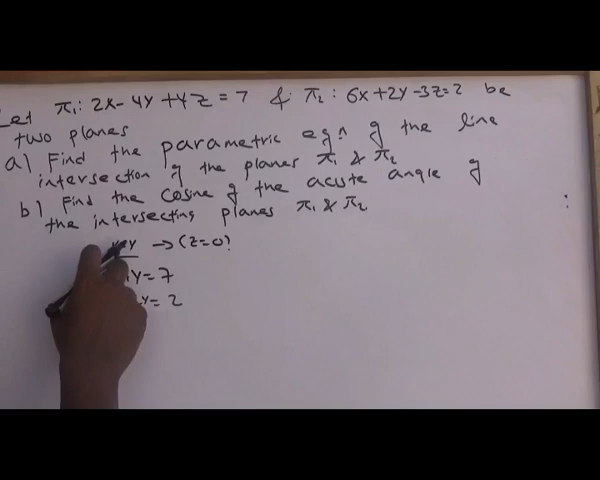 Let π₁: 2x-4y+4z=7 & π₂: 6x+2y-3z=2 be
two planes
a) Find the parametric eqn of the line
intersection of the planes π₁ & π₂
b) Find the cosine of the acute angle of
the intersecting planes π₁ & π₂
→ (z=0)
y=7
y=2